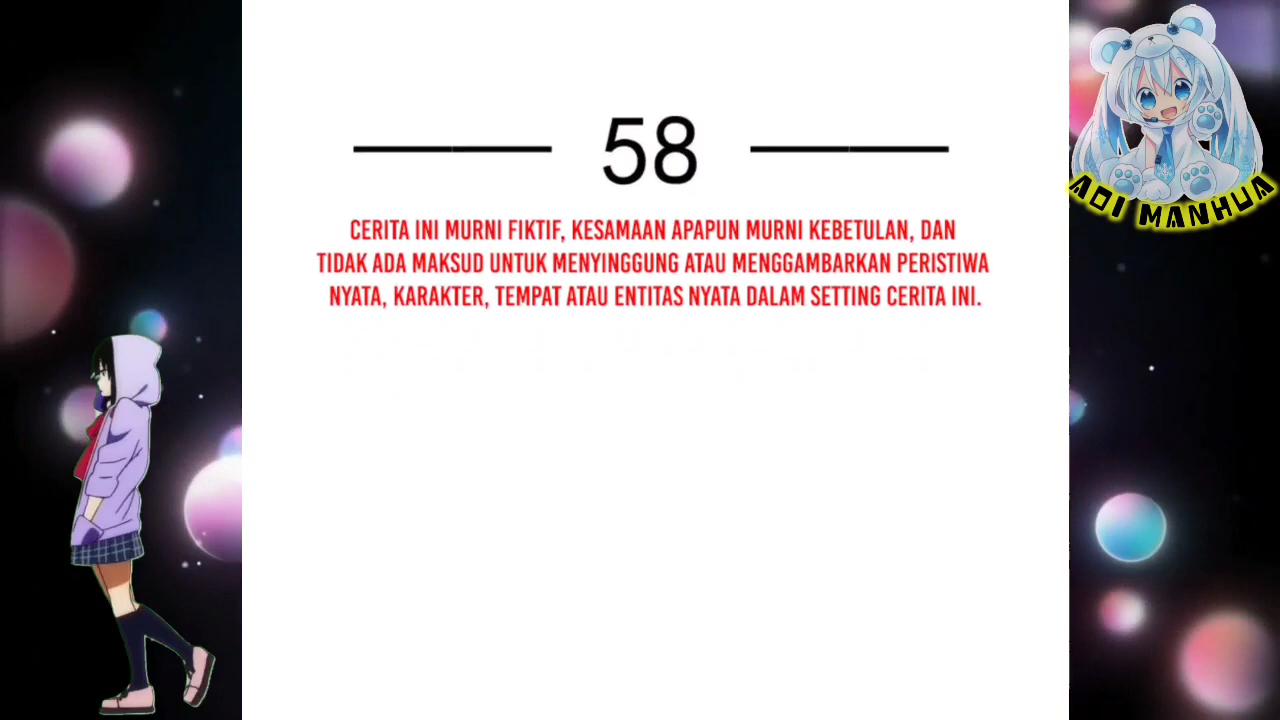 58
CERITA INI MURNI FIKTIF, KESAMAAN APAPUN MURNI KEBETULAN, DAN
TIDAK ADA MAKSUD UNTUK MENYINGGUNG ATAU MENGGAMBARKAN PERISTIWA
NYATA, KARAKTER, TEMPAT ATAU ENTITAS NYATA DALAM SETTING CERITA INI.
AOI MANHUA